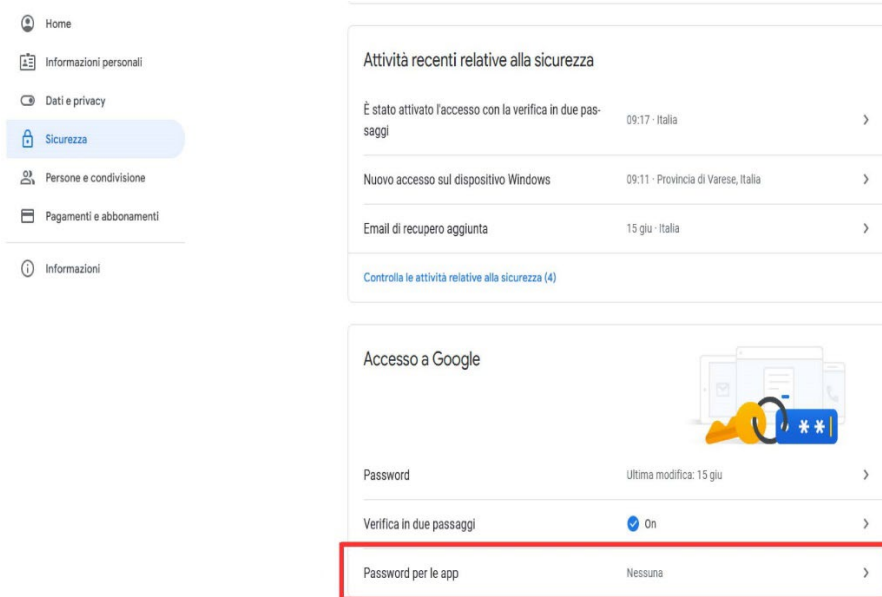 Home
Informazioni personali
Dati e privacy
Sicurezza
Persone e condivisione
Pagamenti e abbonamenti
Informazioni
Attività recenti relative alla sicurezza
È stato attivato l'accesso con la verifica in due pas-
saggi
09:17 · Italia
Nuovo accesso sul dispositivo Windows
09:11 · Provincia di Varese, Italia
Email di recupero aggiunta
15 giu · Italia
Controlla le attività relative alla sicurezza (4)
Accesso a Google
**
Password
Ultima modifica: 15 giu
Verifica in due passaggi
On
Password per le app
Nessuna